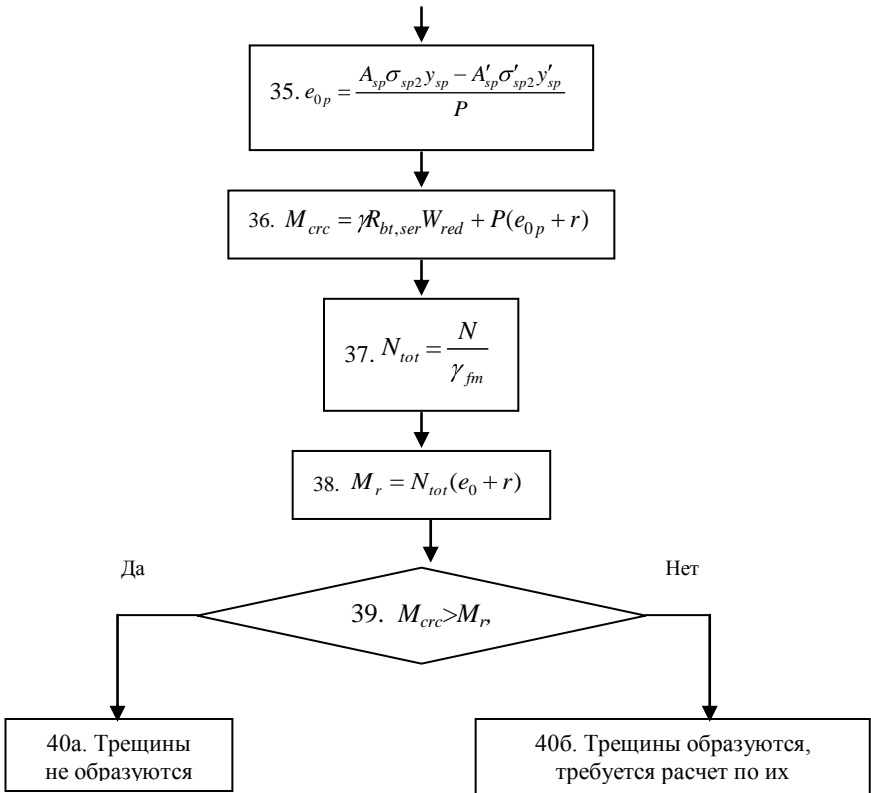 35. e_{0p} = \frac{A_{sp}σ_{sp2}y_{sp} − A'_{sp}σ'_{sp2}y'_{sp}}{P}
36. M_{crc} = γR_{bt,ser}W_{red} + P(e_{0p} + r)
37. N_{tot} = \frac{N}{γ_{fm}}
38. M_r = N_{tot}(e_0 + r)
Да
Нет
39. M_{crc}>M_r,
40а. Трещины
не образуются
40б. Трещины образуются,
требуется расчет по их